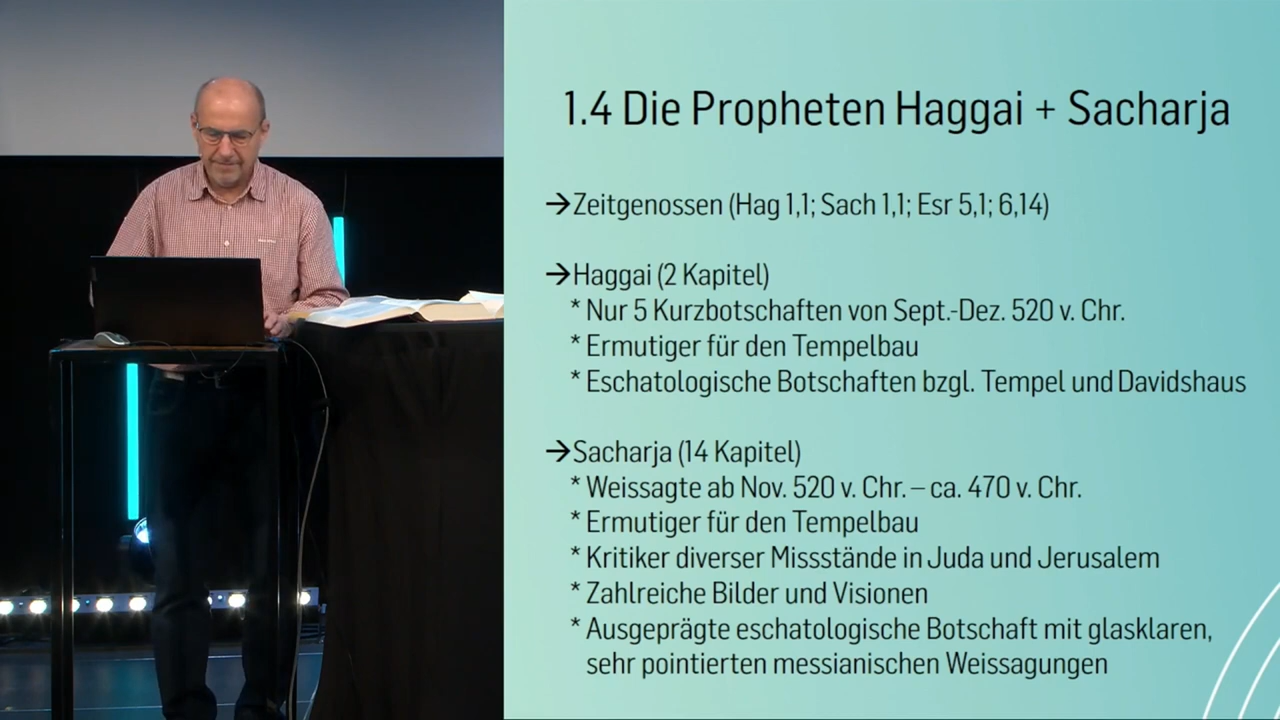 1.4 Die Propheten Haggai + Sacharja
→Zeitgenossen (Hag 1,1; Sach 1,1; Esr 5,1; 6,14)
→Haggai (2 Kapitel)
* Nur 5 Kurzbotschaften von Sept.-Dez. 520 v. Chr.
* Ermutiger für den Tempelbau
* Eschatologische Botschaften bzgl. Tempel und Davidshaus
→Sacharja (14 Kapitel)
* Weissagte ab Nov. 520 v. Chr. – ca. 470 v. Chr.
* Ermutiger für den Tempelbau
* Kritiker diverser Missstände in Juda und Jerusalem
* Zahlreiche Bilder und Visionen
* Ausgeprägte eschatologische Botschaft mit glasklaren,
sehr pointierten messianischen Weissagungen